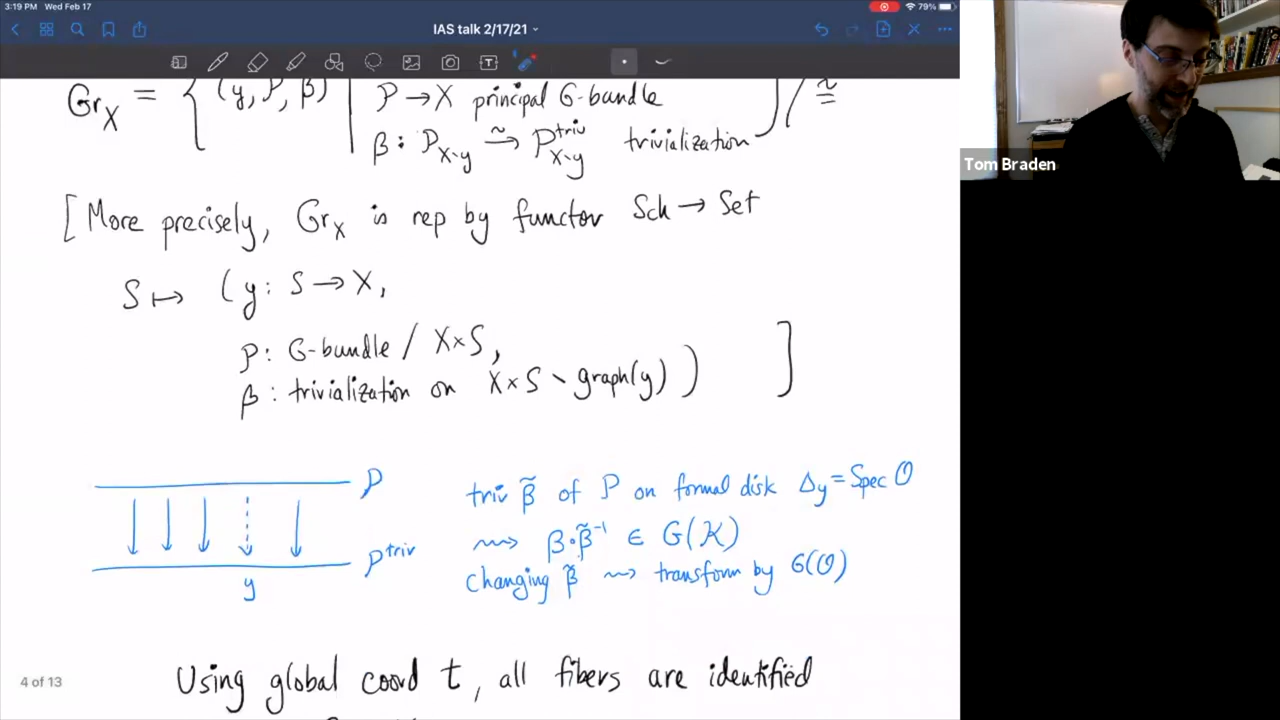 3:19 PM Wed Feb 17
79%
IAS talk 2/17/21
Gr_X = { (y, P, β) | P → X principal G-bundle } / ≅
β : P_{X∖y} ⥲ P^{triv}_{X∖y} trivialization
[More precisely, Gr_X is rep by functor Sch → Set
S ↦ (y: S → X,
P: G-bundle / X×S,
β: trivialization on X×S ∖ graph(y)) ]
P
triv β̃ of P on formal disk Δy = Spec O
⇝ β∘β̃⁻¹ ∈ G(K)
P^{triv}
changing β̃ ⇝ transform by G(O)
y
Using global coord t, all fibers are identified
4 of 13
Tom Braden